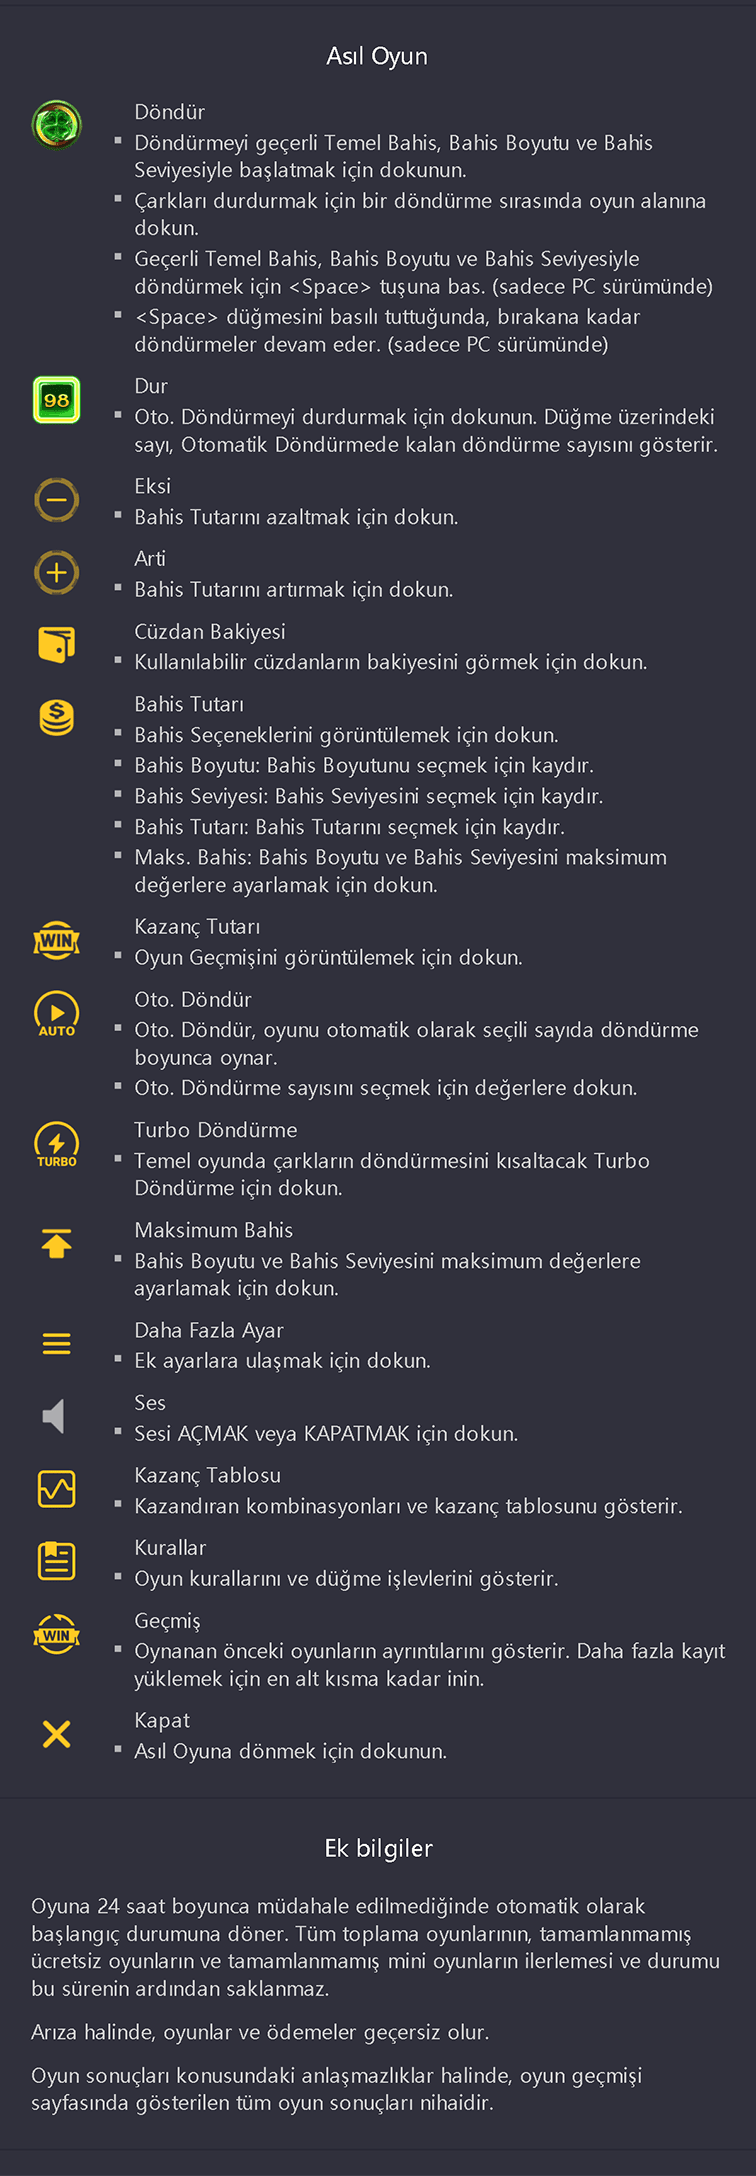 Asıl Oyun
Döndür
▪ Döndürmeyi geçerli Temel Bahis, Bahis Boyutu ve Bahis
Seviyesiyle başlatmak için dokunun.
▪ Çarkları durdurmak için bir döndürme sırasında oyun alanına
dokun.
▪ Geçerli Temel Bahis, Bahis Boyutu ve Bahis Seviyesiyle
döndürmek için <Space> tuşuna bas. (sadece PC sürümünde)
▪ <Space> düğmesini basılı tuttuğunda, bırakana kadar
döndürmeler devam eder. (sadece PC sürümünde)
98
Dur
▪ Oto. Döndürmeyi durdurmak için dokunun. Düğme üzerindeki
sayı, Otomatik Döndürmede kalan döndürme sayısını gösterir.
Eksi
▪ Bahis Tutarını azaltmak için dokun.
Arti
▪ Bahis Tutarını artırmak için dokun.
Cüzdan Bakiyesi
▪ Kullanılabilir cüzdanların bakiyesini görmek için dokun.
Bahis Tutarı
▪ Bahis Seçeneklerini görüntülemek için dokun.
▪ Bahis Boyutu: Bahis Boyutunu seçmek için kaydır.
▪ Bahis Seviyesi: Bahis Seviyesini seçmek için kaydır.
▪ Bahis Tutarı: Bahis Tutarını seçmek için kaydır.
▪ Maks. Bahis: Bahis Boyutu ve Bahis Seviyesini maksimum
değerlere ayarlamak için dokun.
WIN
Kazanç Tutarı
▪ Oyun Geçmişini görüntülemek için dokun.
AUTO
Oto. Döndür
▪ Oto. Döndür, oyunu otomatik olarak seçili sayıda döndürme
boyunca oynar.
▪ Oto. Döndürme sayısını seçmek için değerlere dokun.
TURBO
Turbo Döndürme
▪ Temel oyunda çarkların döndürmesini kısaltacak Turbo
Döndürme için dokun.
Maksimum Bahis
▪ Bahis Boyutu ve Bahis Seviyesini maksimum değerlere
ayarlamak için dokun.
Daha Fazla Ayar
▪ Ek ayarlara ulaşmak için dokun.
Ses
▪ Sesi AÇMAK veya KAPATMAK için dokun.
Kazanç Tablosu
▪ Kazandıran kombinasyonları ve kazanç tablosunu gösterir.
Kurallar
▪ Oyun kurallarını ve düğme işlevlerini gösterir.
WIN
Geçmiş
▪ Oynanan önceki oyunların ayrıntılarını gösterir. Daha fazla kayıt
yüklemek için en alt kısma kadar inin.
Kapat
▪ Asıl Oyuna dönmek için dokunun.
Ek bilgiler
Oyuna 24 saat boyunca müdahale edilmediğinde otomatik olarak
başlangıç durumuna döner. Tüm toplama oyunlarının, tamamlanmamış
ücretsiz oyunların ve tamamlanmamış mini oyunların ilerlemesi ve durumu
bu sürenin ardından saklanmaz.
Arıza halinde, oyunlar ve ödemeler geçersiz olur.
Oyun sonuçları konusundaki anlaşmazlıklar halinde, oyun geçmişi
sayfasında gösterilen tüm oyun sonuçları nihaidir.